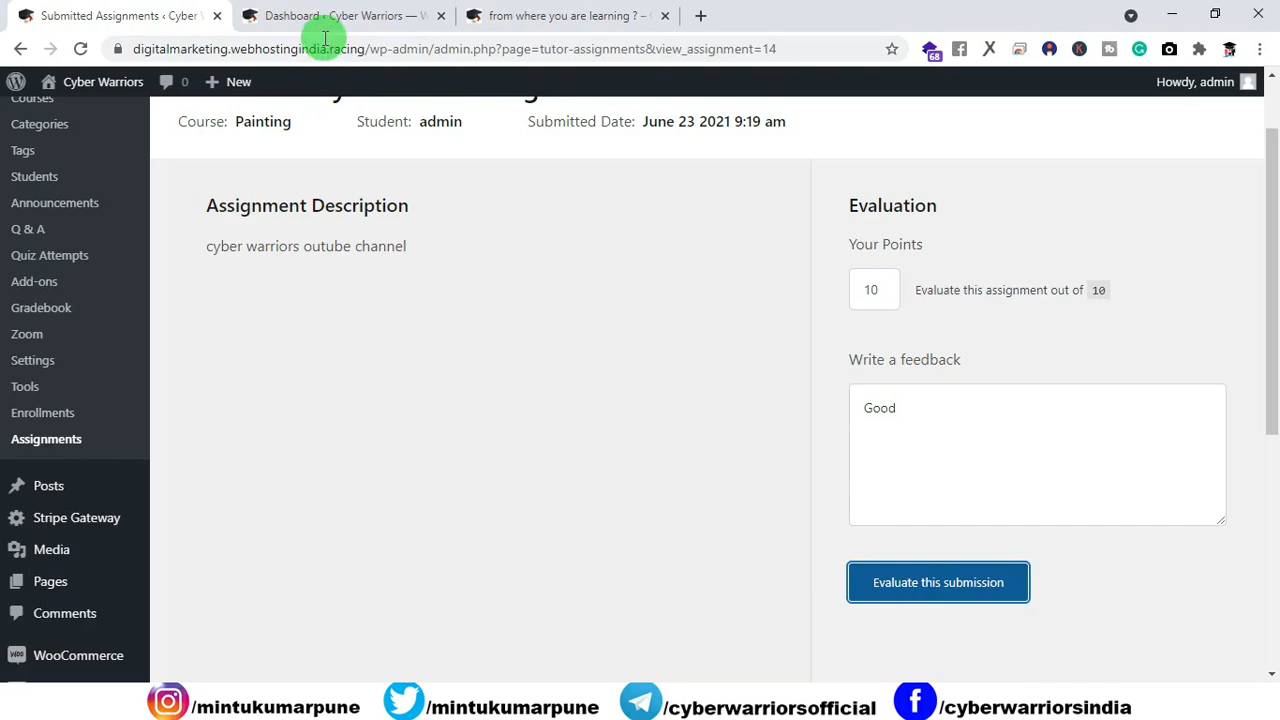 Submitted Assignments ‹ Cyber W
Dashboard ‹ Cyber Warriors — W
from where you are learning ? –
digitalmarketing.webhostingindia.racing/wp-admin/admin.php?page=tutor-assignments&view_assignment=14
68
Cyber Warriors
0
New
Howdy, admin
Courses
Categories
Tags
Students
Announcements
Q & A
Quiz Attempts
Add-ons
Gradebook
Zoom
Settings
Tools
Enrollments
Assignments
Posts
Stripe Gateway
Media
Pages
Comments
WooCommerce
Course: Painting
Student: admin
Submitted Date: June 23 2021 9:19 am
Assignment Description
cyber warriors outube channel
Evaluation
Your Points
10
Evaluate this assignment out of 10
Write a feedback
Good
Evaluate this submission
/mintukumarpune
/mintukumarpune
/cyberwarriorsofficial
/cyberwarriorsindia